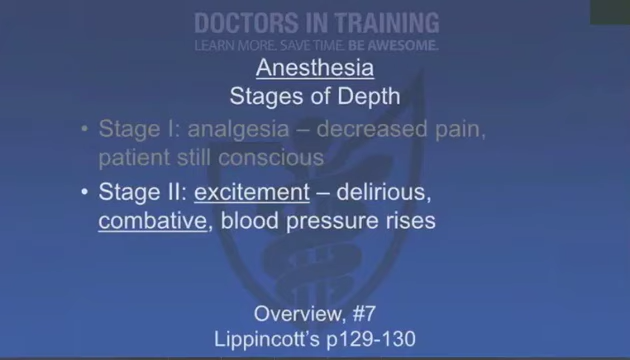 DOCTORS IN TRAINING
LEARN MORE. SAVE TIME. BE AWESOME.
Anesthesia
Stages of Depth
• Stage I: analgesia – decreased pain,
patient still conscious
• Stage II: excitement – delirious,
combative, blood pressure rises
Overview, #7
Lippincott's p129-130